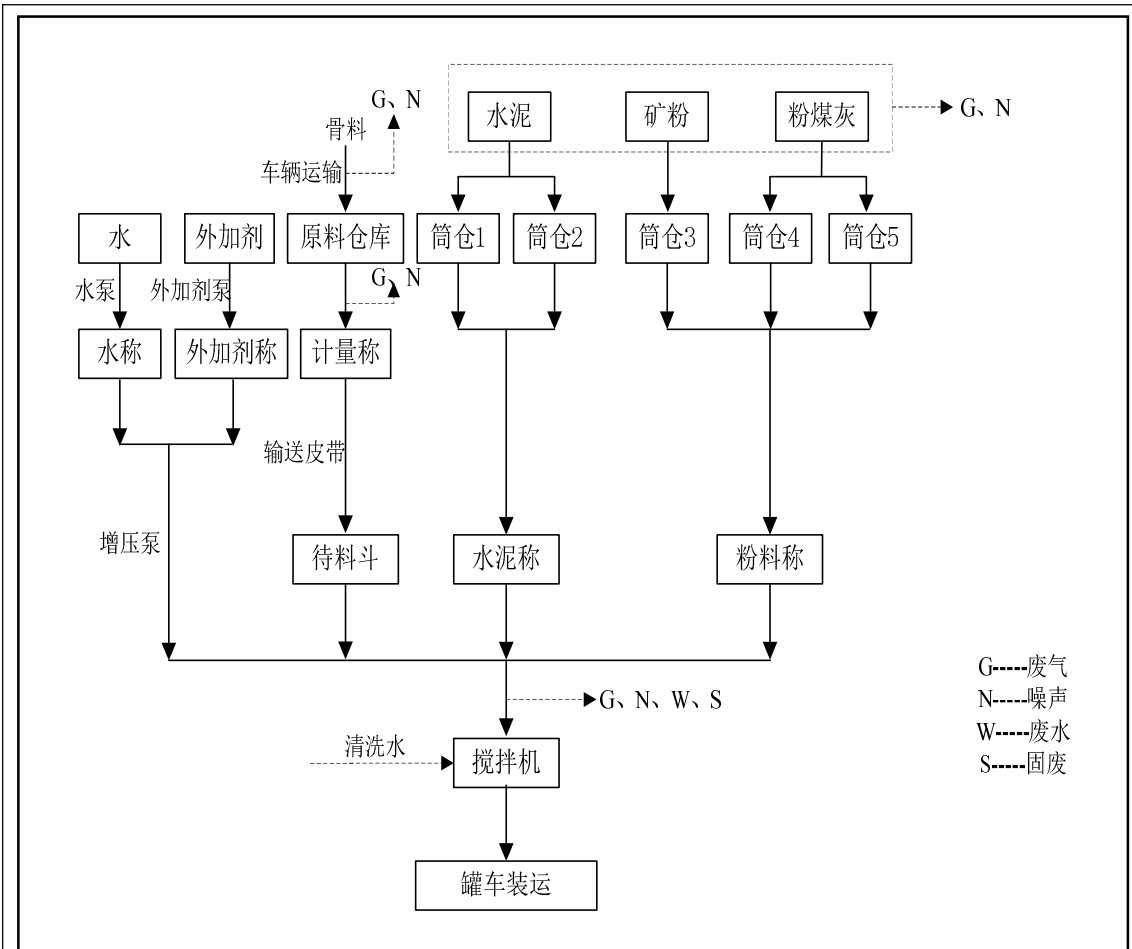 G、N
骨料
水泥
矿粉
粉煤灰
G、N
车辆运输
水
外加剂
原料仓库
筒仓1
筒仓2
筒仓3
筒仓4
筒仓5
水泵
外加剂泵
G、N
水称
外加剂称
计量称
输送皮带
增压泵
待料斗
水泥称
粉料称
G-----废气
N-----噪声
W-----废水
S-----固废
G、N、W、S
清洗水
搅拌机
罐车装运